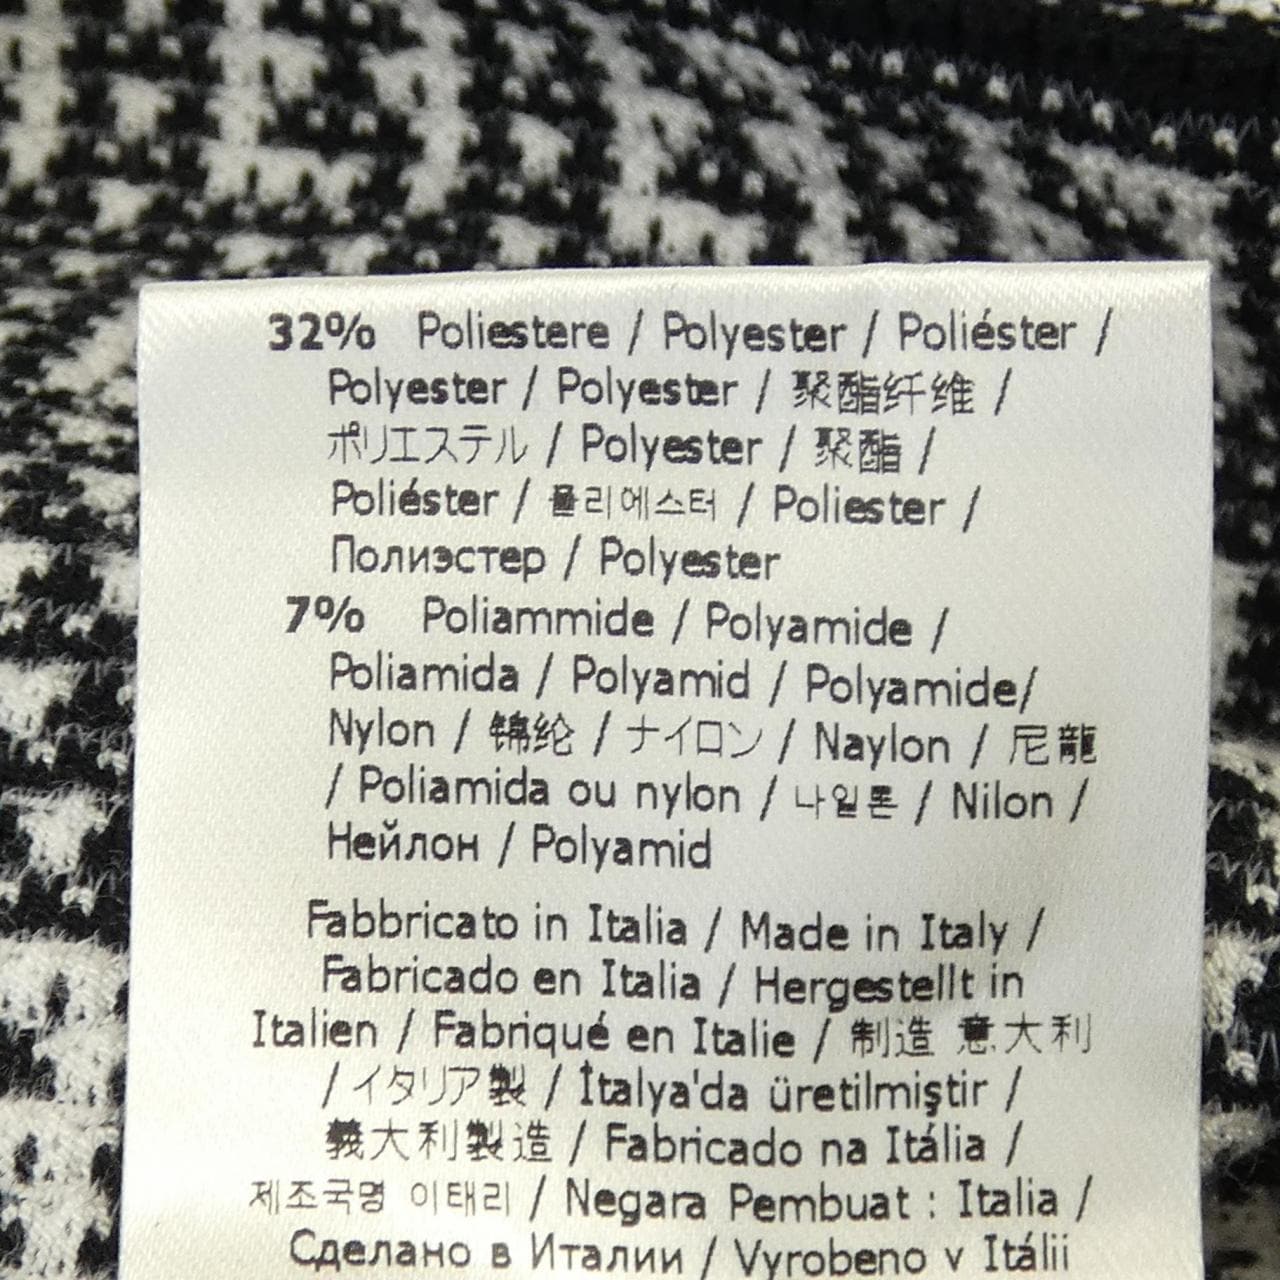 32% Poliestere / Polyester / Poliéster /
Polyester / Polyester / 聚酯纤维 /
ポリエステル / Polyester / 聚酯 /
Poliéster / 폴리에스터 / Poliester /
Полиэстер / Polyester
7% Poliammide / Polyamide /
Poliamida / Polyamid / Polyamide/
Nylon / 锦纶 / ナイロン / Naylon / 尼龍
/ Poliamida ou nylon / 나일론 / Nilon /
Нейлон / Polyamid
Fabbricato in Italia / Made in Italy /
Fabricado en Italia / Hergestellt in
Italien / Fabriqué en Italie / 制造 意大利
/ イタリア製 / İtalya'da üretilmiştir /
義大利製造 / Fabricado na Itália /
제조국명 이태리 / Negara Pembuat : Italia /
Сделано в Италии / Vyrobeno v Itálii